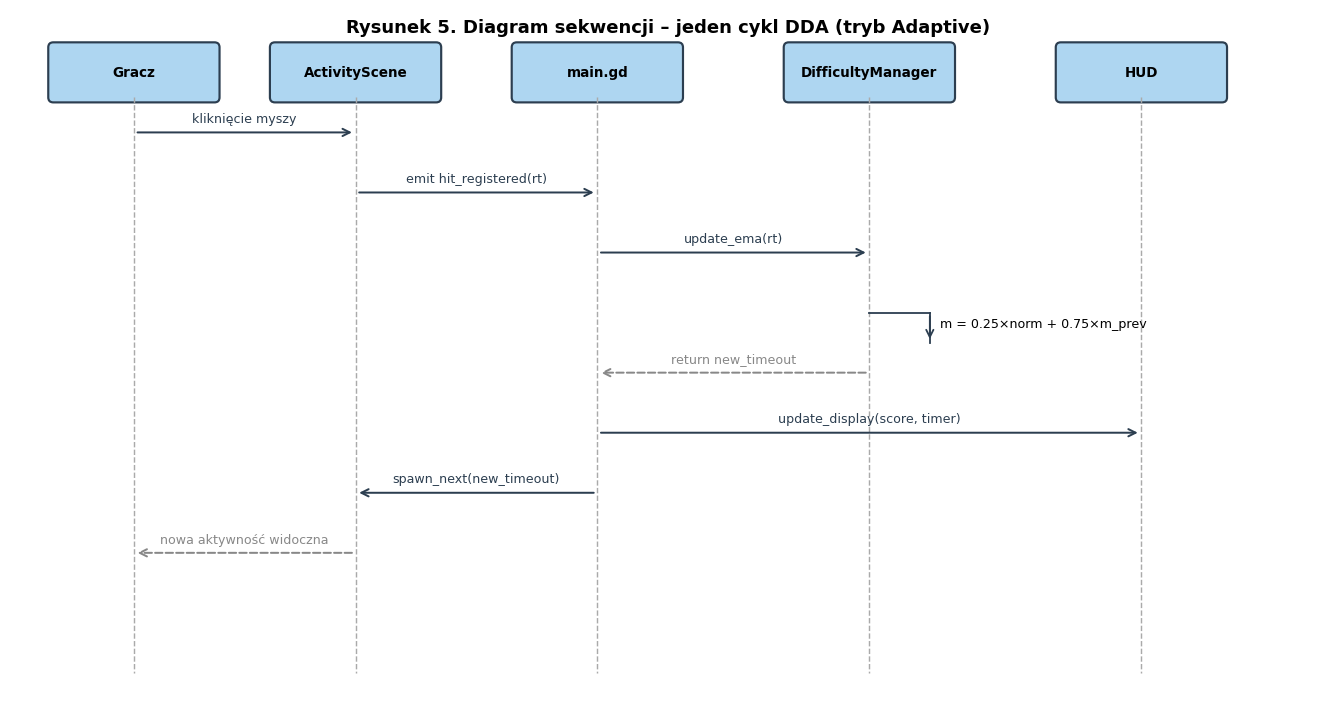 Rysunek 5. Diagram sekwencji – jeden cykl DDA (tryb Adaptive)
Gracz
ActivityScene
main.gd
DifficultyManager
HUD
kliknięcie myszy
emit hit_registered(rt)
update_ema(rt)
m = 0.25×norm + 0.75×m_prev
return new_timeout
update_display(score, timer)
spawn_next(new_timeout)
nowa aktywność widoczna